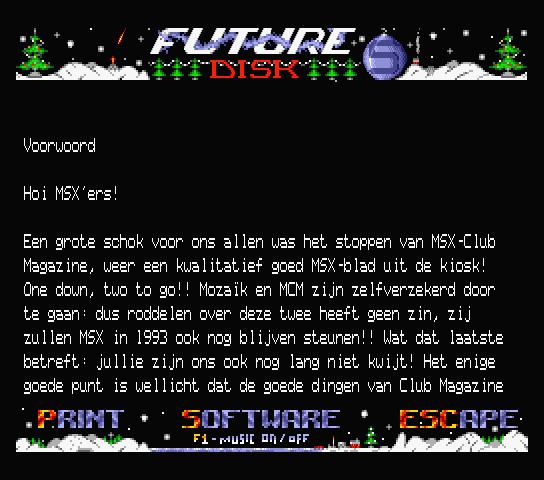 FUTURE
DISK 5
Voorwoord
Hoi MSX'ers!
Een grote schok voor ons allen was het stoppen van MSX-Club
Magazine, weer een kwalitatief goed MSX-blad uit de kiosk!
One down, two to go!! Mozaik en MCM zijn zelfverzekerd door
te gaan: dus roddelen over deze twee heeft geen zin, zij
zullen MSX in 1993 ook nog blijven steunen!! Wat dat laatste
betreft: jullie zijn ons ook nog lang niet kwijt! Het enige
goede punt is wellicht dat de goede dingen van Club Magazine
PRINT SOFTWARE ESCAPE
F1-MUSIC ON/OFF